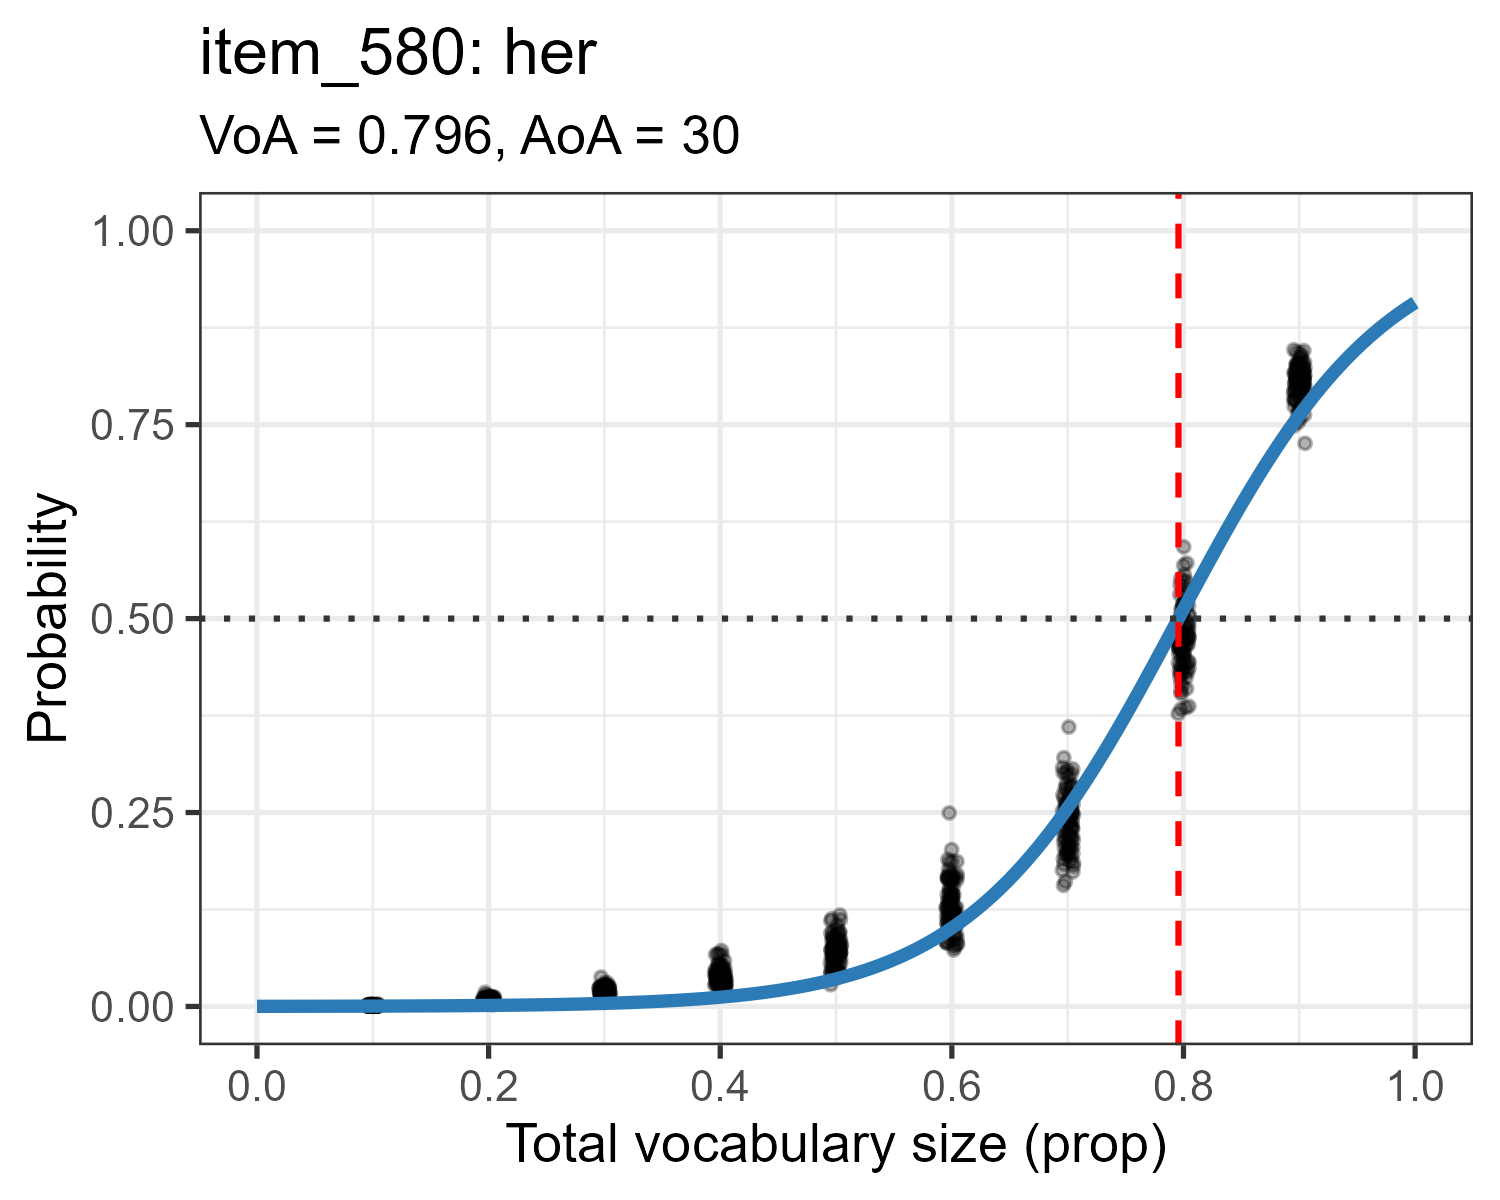 item_580: her
VoA = 0.796, AoA = 30
1.00
0.75
0.50
0.25
0.00
Probability
0.0 0.2 0.4 0.6 0.8 1.0
Total vocabulary size (prop)